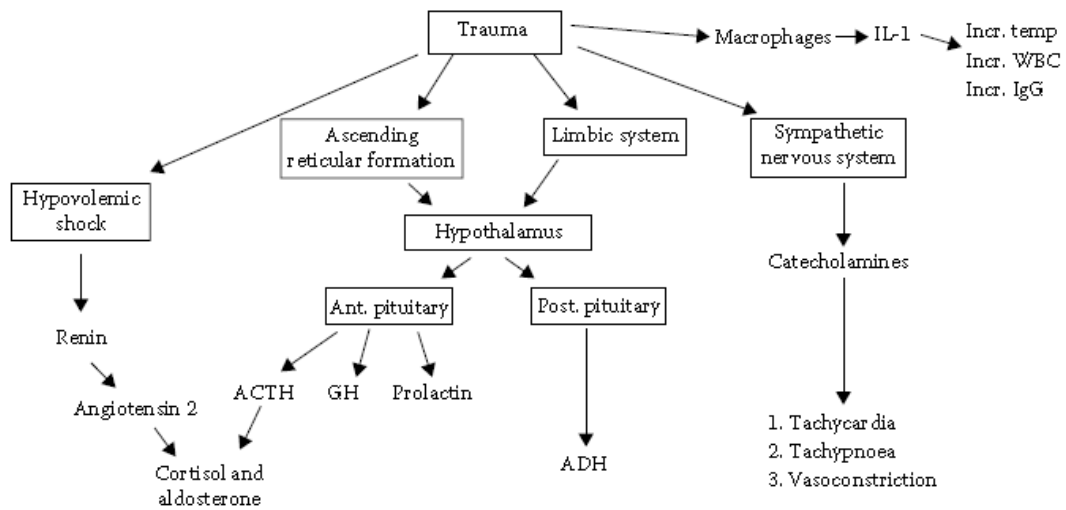 Trauma
Macrophages
IL-1
Incr. temp
Incr. WBC
Incr. IgG
Ascending
reticular formation
Limbic system
Sympathetic
nervous system
Hypovolemic
shock
Hypothalamus
Catecholamines
Ant. pituitary
Post. pituitary
Renin
ACTH
GH
Prolactin
Angiotensin 2
1. Tachycardia
2. Tachypnoea
3. Vasoconstriction
ADH
Cortisol and
aldosterone